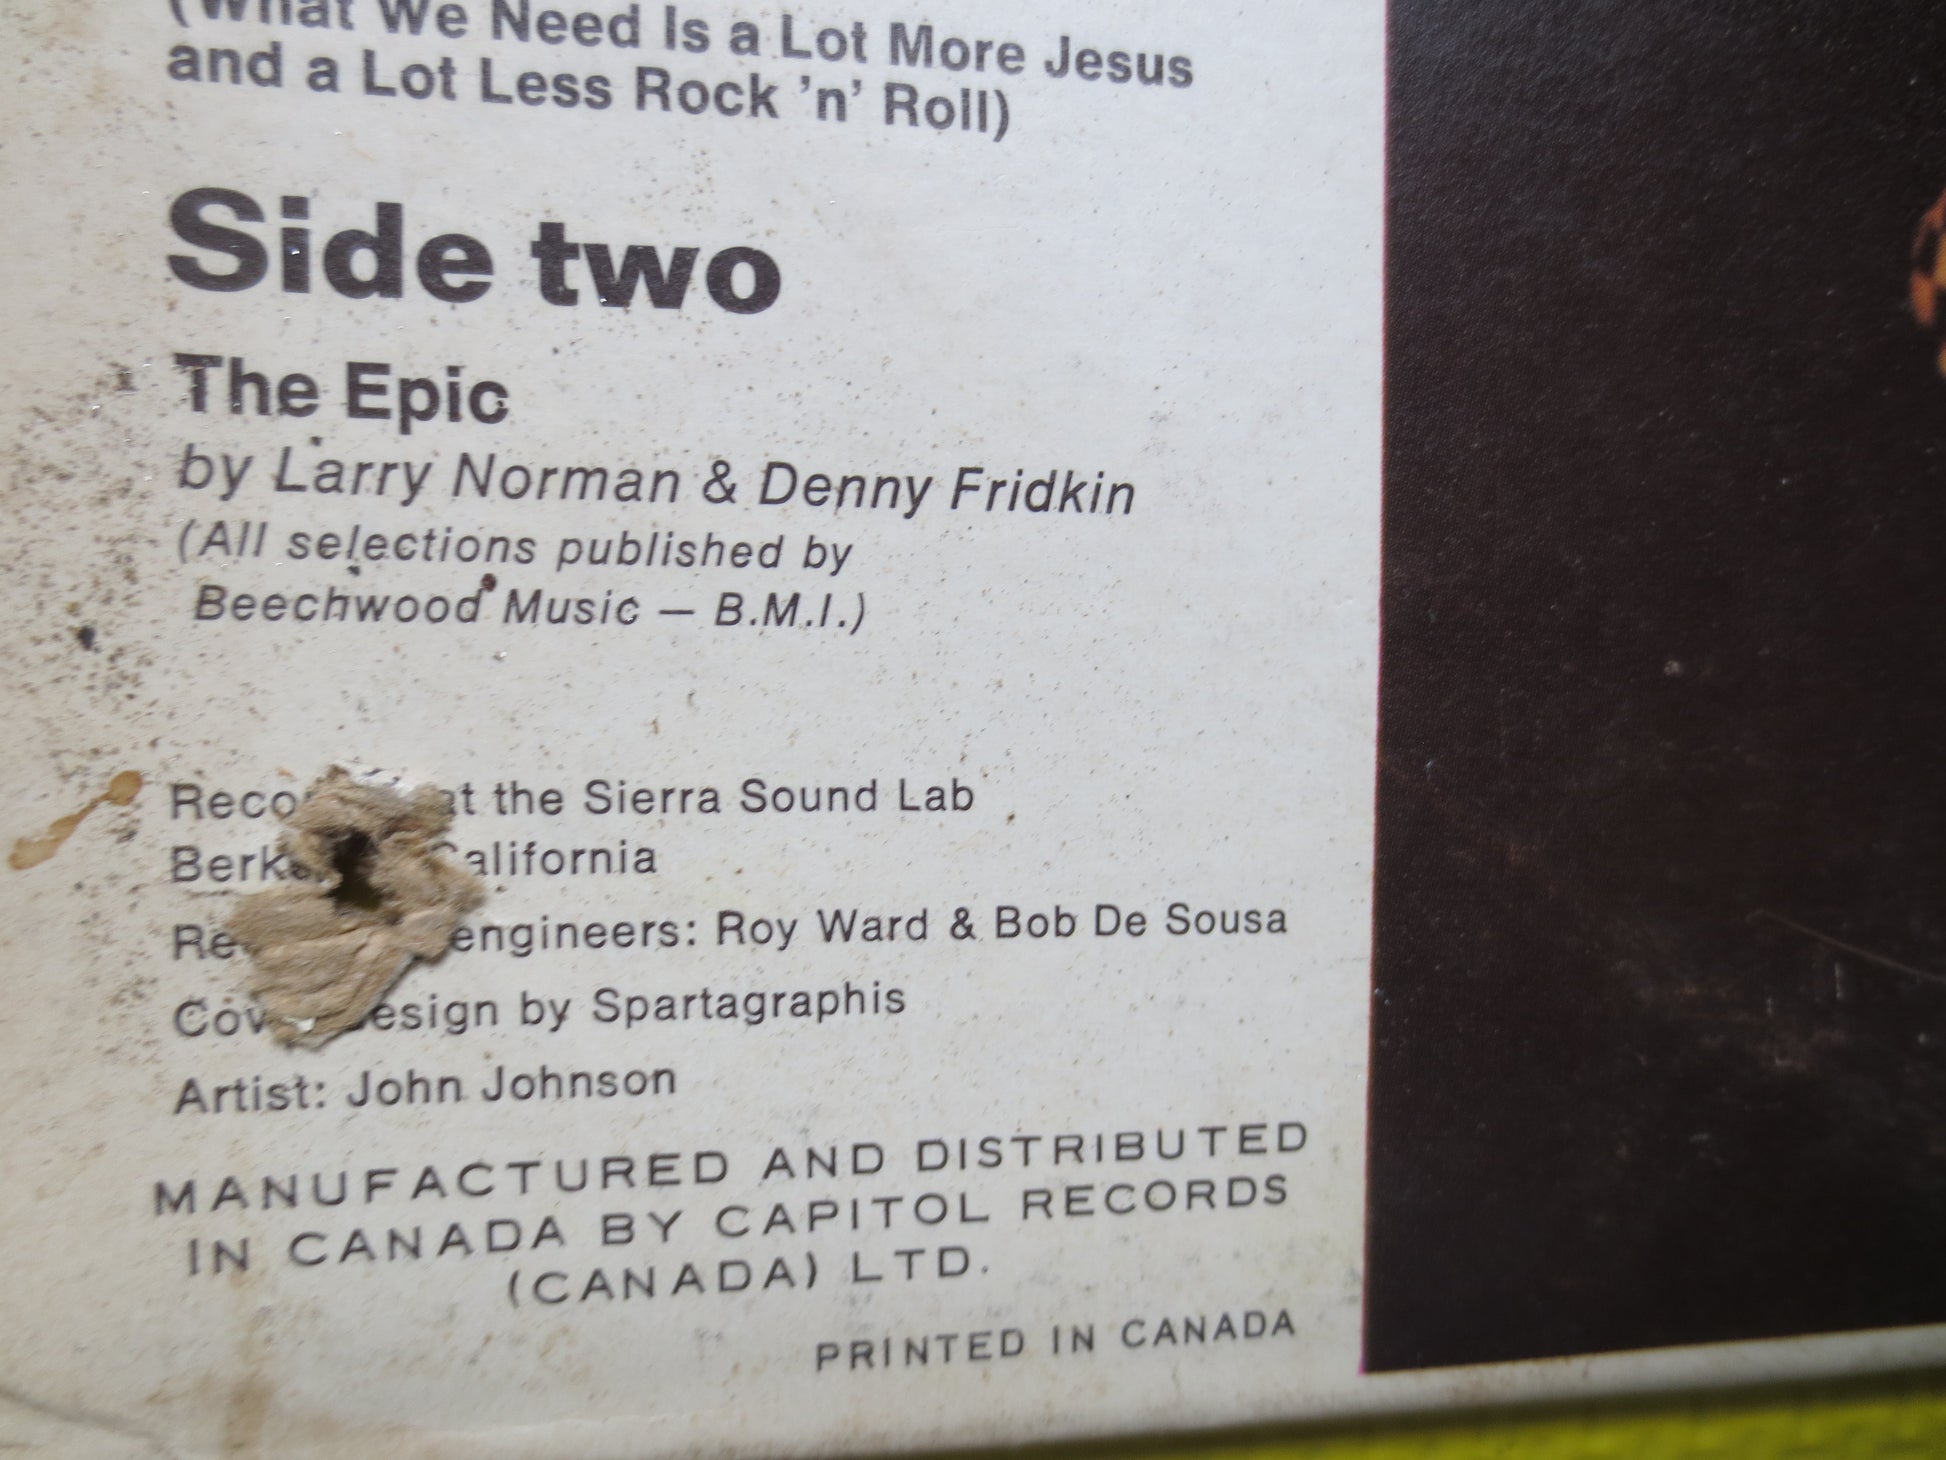 (What We Need Is a Lot More Jesus
and a Lot Less Rock 'n' Roll)
Side two
The Epic
by Larry Norman & Denny Fridkin
(All selections published by
Beechwood Music — B.M.I.)
at the Sierra Sound Lab
California
engineers: Roy Ward & Bob De Sousa
Cover design by Spartagraphis
Artist: John Johnson
MANUFACTURED AND DISTRIBUTED
IN CANADA BY CAPITOL RECORDS
(CANADA) LTD.
PRINTED IN CANADA